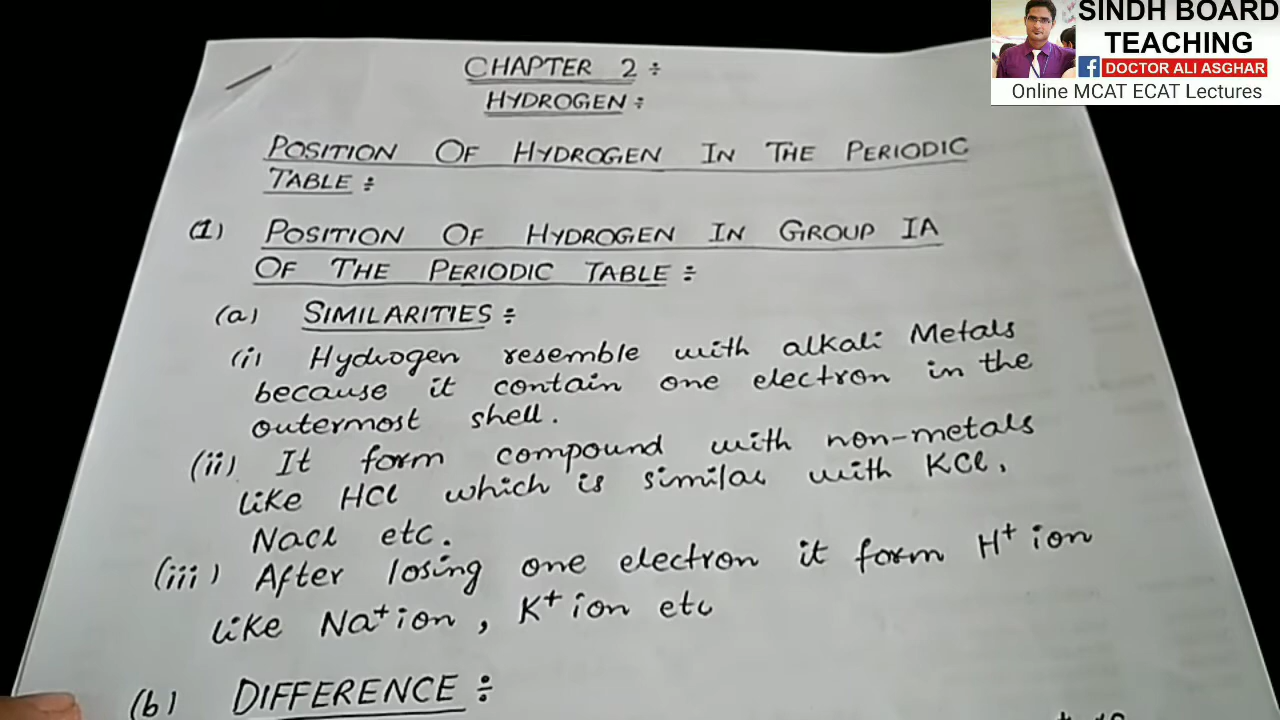 SINDH BOARD
TEACHING
f DOCTOR ALI ASGHAR
Online MCAT ECAT Lectures
CHAPTER 2 ÷
HYDROGEN ÷
POSITION OF HYDROGEN IN THE PERIODIC
TABLE ÷
(1) POSITION OF HYDROGEN IN GROUP IA
OF THE PERIODIC TABLE ÷
(a) SIMILARITIES ÷
(i) Hydrogen resemble with alkali Metals
because it contain one electron in the
outermost shell.
(ii) It form compound with non-metals
like HCl which is similar with KCl,
NaCl etc.
(iii) After losing one electron it form H⁺ ion
like Na⁺ ion, K⁺ ion etc
(b) DIFFERENCE ÷